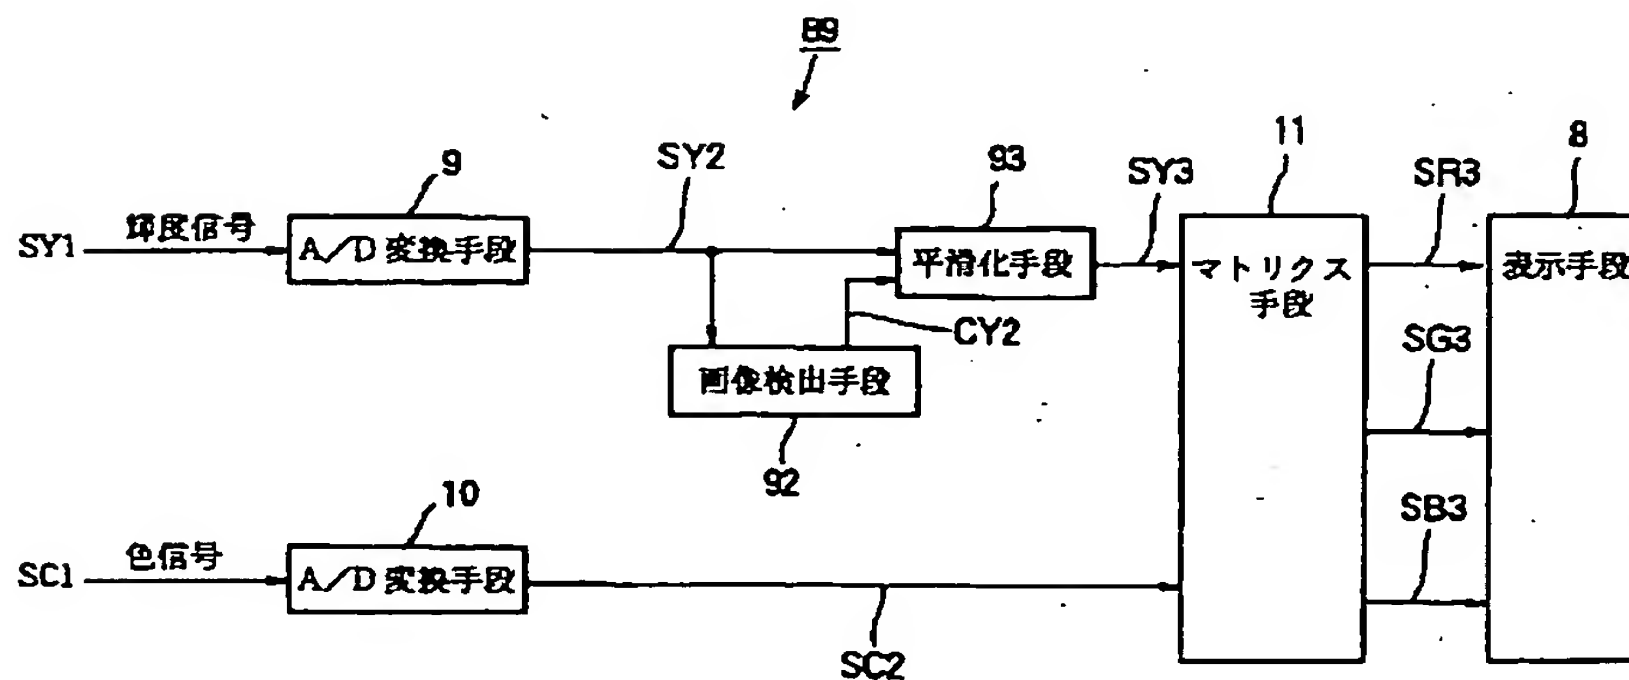 89
SY1
輝度信号
9
A/D 変換手段
SY2
93
平滑化手段
SY3
11
マトリクス
手段
SR3
8
表示手段
CY2
画像検出手段
92
SG3
SB3
SC1
色信号
10
A/D 変換手段
SC2